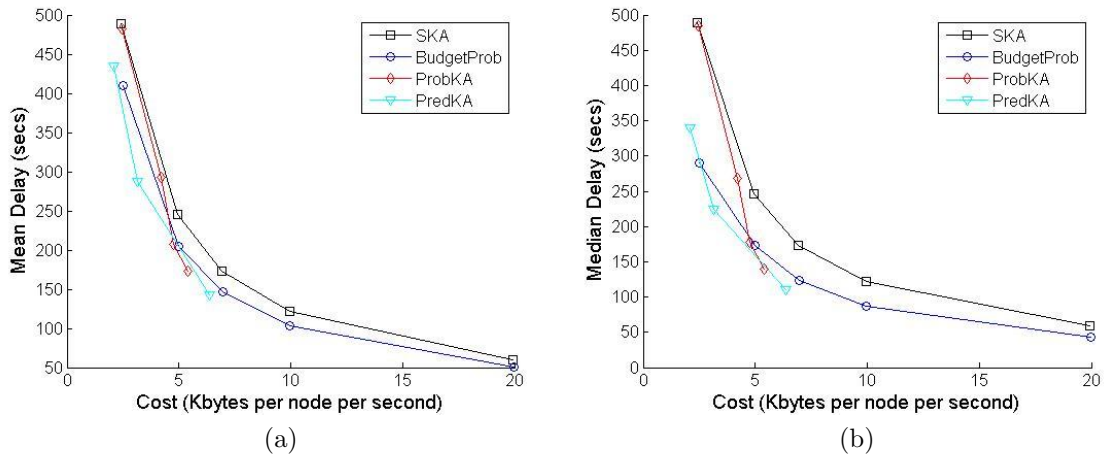 500
450
400
350
300
250
200
150
100
50
Mean Delay (secs)
0
5
10
15
20
Cost (Kbytes per node per second)
SKA
BudgetProb
ProbKA
PredKA
(a)
500
450
400
350
300
250
200
150
100
50
0
Median Delay (secs)
0
5
10
15
20
Cost (Kbytes per node per second)
SKA
BudgetProb
ProbKA
PredKA
(b)